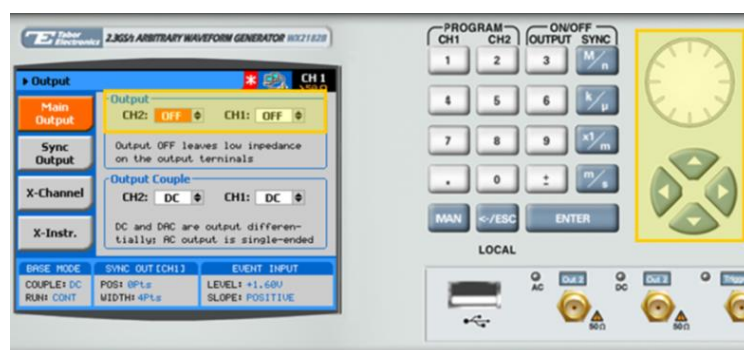 Tabor Electronics 2.3GS/s ARBITRARY WAVEFORM GENERATOR WX2182B
Output CH 1
Main Output
Output
CH2: OFF CH1: OFF
Sync Output
Output OFF leaves low inpedance
on the output terninals
X-Channel
Output Couple
CH2: DC CH1: DC
X-Instr.
DC and DAC are output differen-
tially; AC output is single-ended
BASE MODE SYNC OUT[CH1] EVENT INPUT
COUPLE: DC POS: 0Pts LEVEL: +1.60V
RUN: CONT WIDTH: 4Pts SLOPE: POSITIVE
PROGRAM ON/OFF
CH1 CH2 OUTPUT SYNC
1 2 3 M/n
4 5 6 k/µ
7 8 9 x1/m
. 0 ± m/s
MAN <-/ESC ENTER
LOCAL
AC Out 2 DC Out 1
50Ω 50Ω